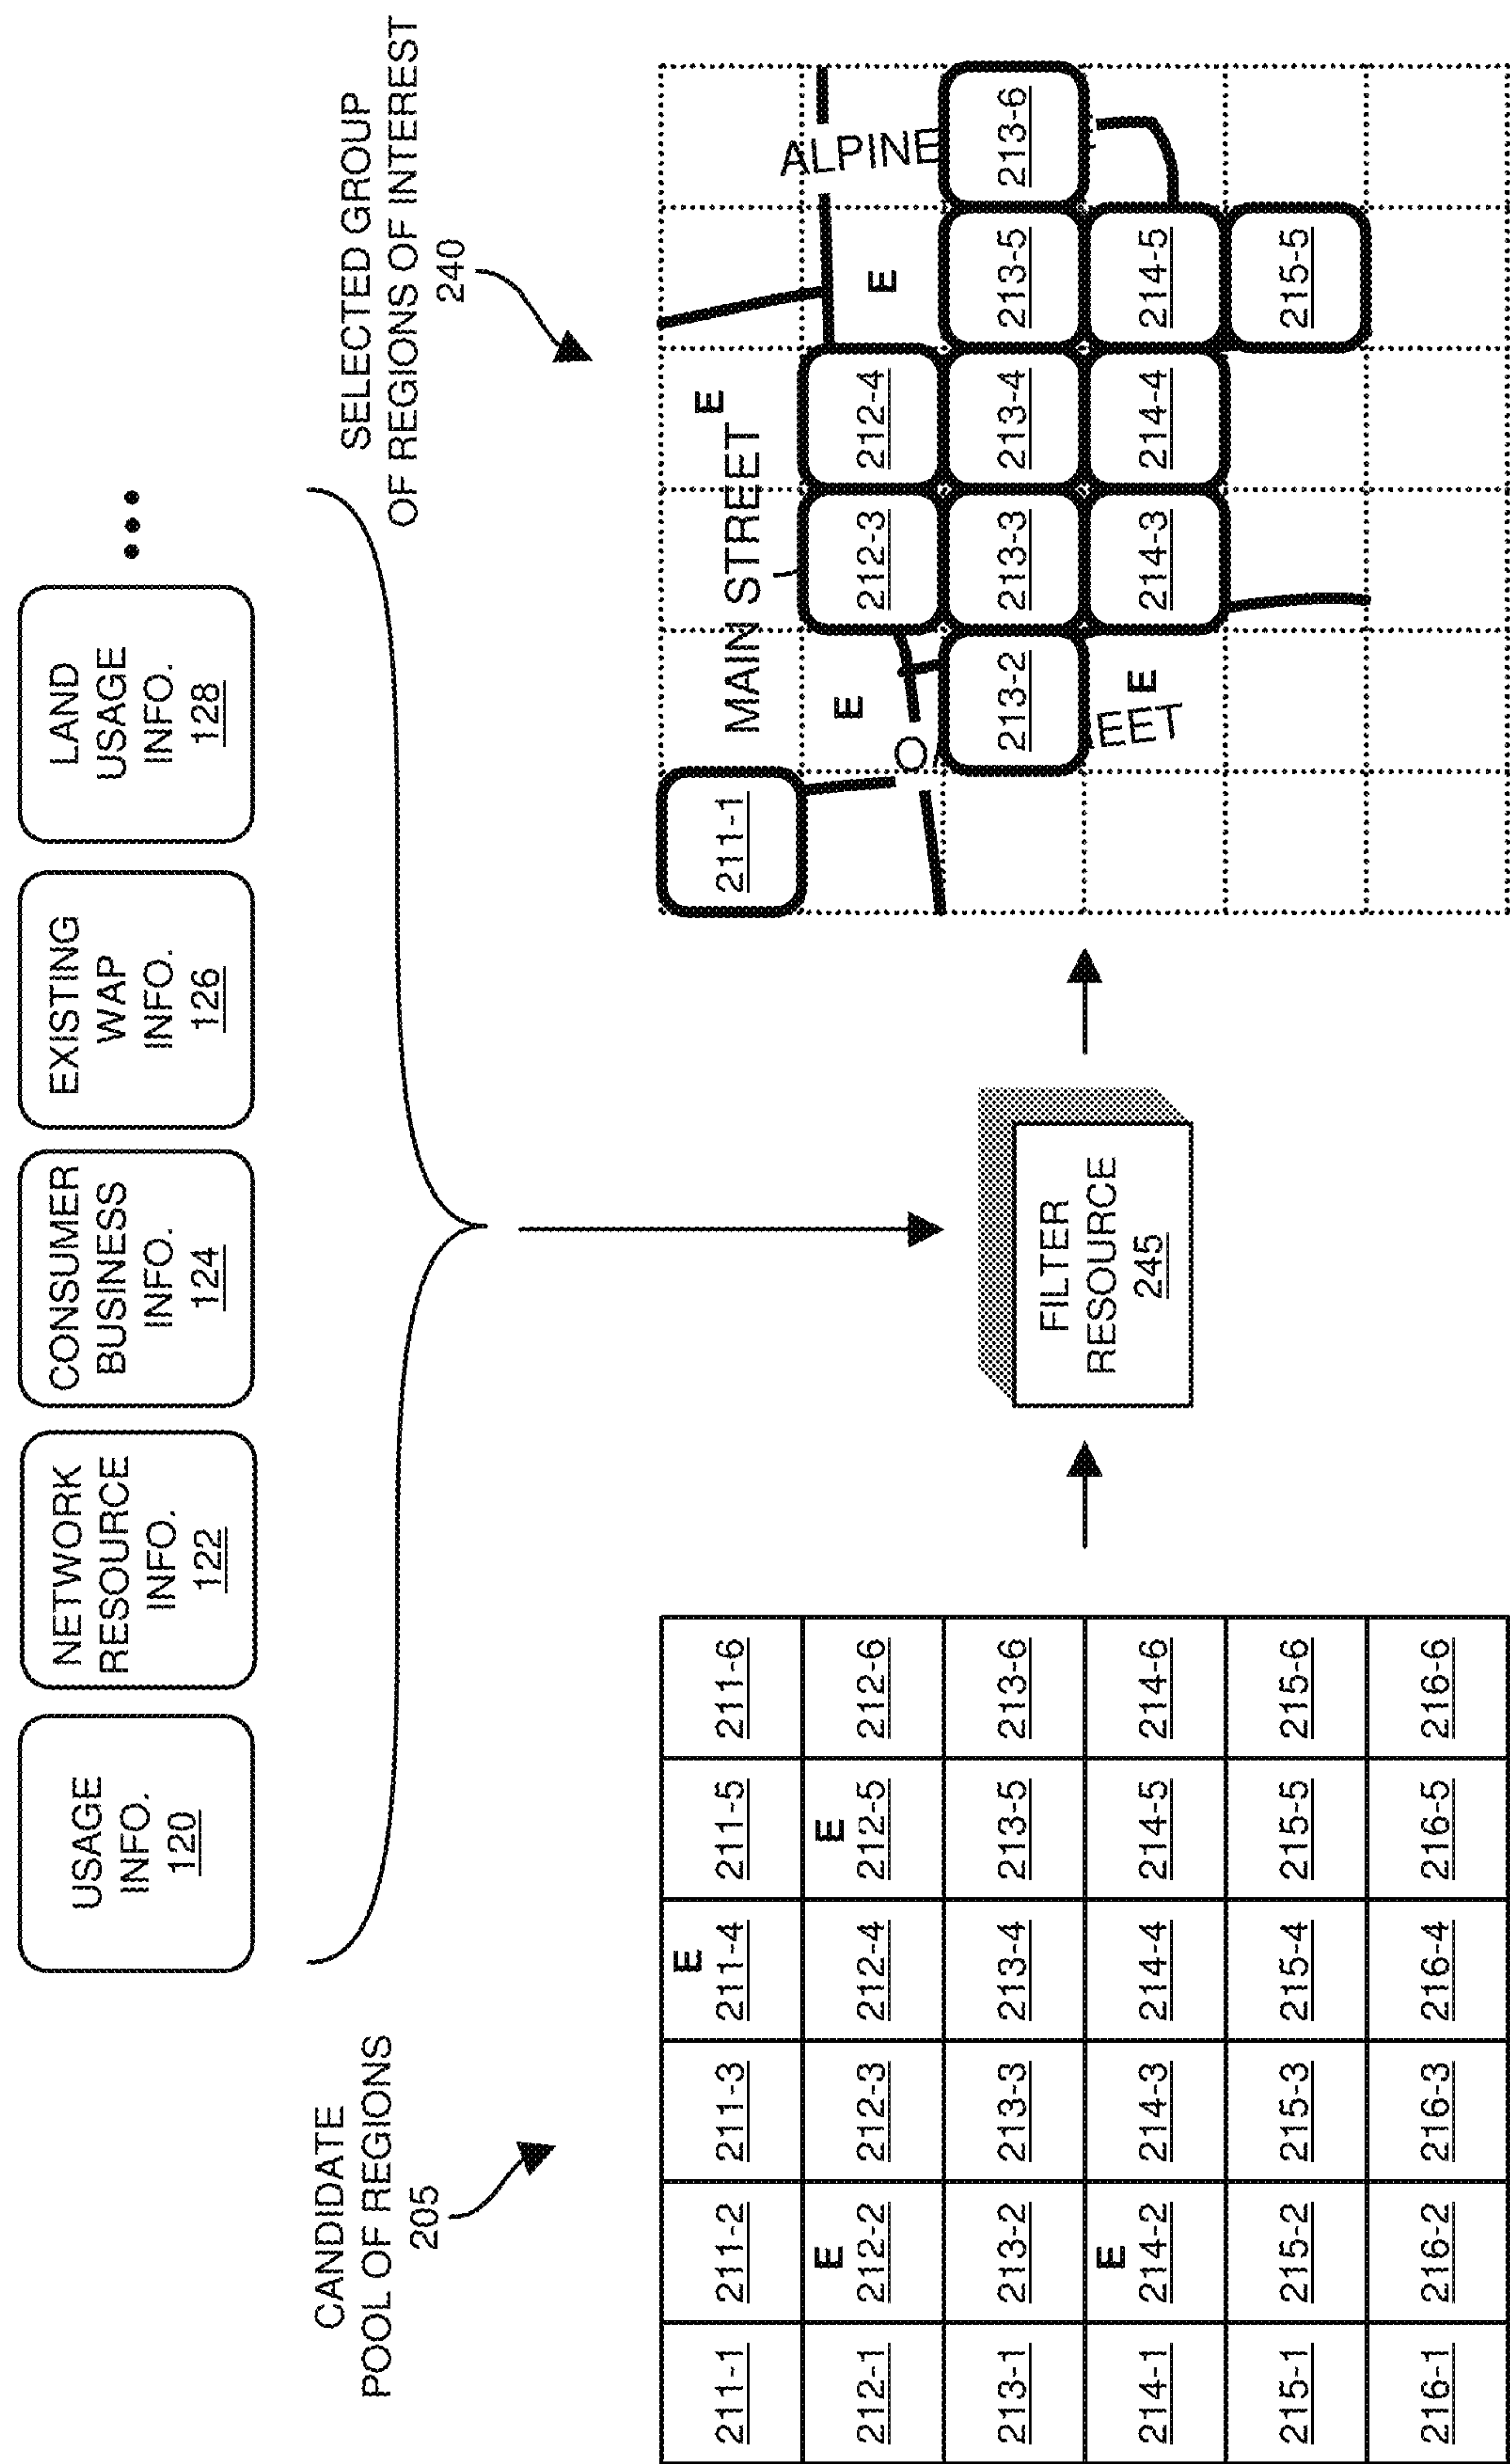 USAGE
INFO.
120
NETWORK
RESOURCE
INFO.
122
CONSUMER
BUSINESS
INFO.
124
EXISTING
WAP
INFO.
126
LAND
USAGE
INFO.
128
•••
CANDIDATE
POOL OF REGIONS
205
SELECTED GROUP
OF REGIONS OF INTEREST
240
E
211-1 211-2 211-3 211-4 211-5 211-6
E E
212-1 212-2 212-3 212-4 212-5 212-6
213-1 213-2 213-3 213-4 213-5 213-6
E
214-1 214-2 214-3 214-4 214-5 214-6
215-1 215-2 215-3 215-4 215-5 215-6
216-1 216-2 216-3 216-4 216-5 216-6
FILTER
RESOURCE
245
E
211-1 MAIN STREET
ALPINE
E 212-3 212-4 E
O
213-2 213-3 213-4 213-5 213-6
EET
E 214-3 214-4 214-5
215-5